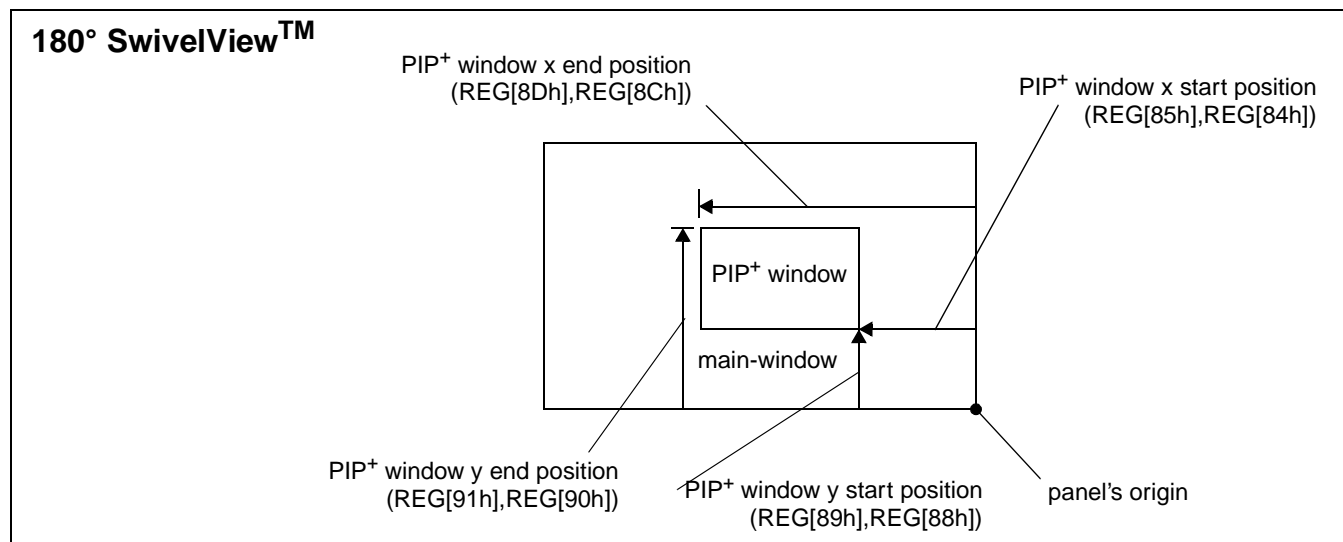 180° SwivelView™
PIP+ window x end position
(REG[8Dh],REG[8Ch])
PIP+ window x start position
(REG[85h],REG[84h])
PIP+ window
main-window
PIP+ window y end position
(REG[91h],REG[90h])
PIP+ window y start position
(REG[89h],REG[88h])
panel's origin